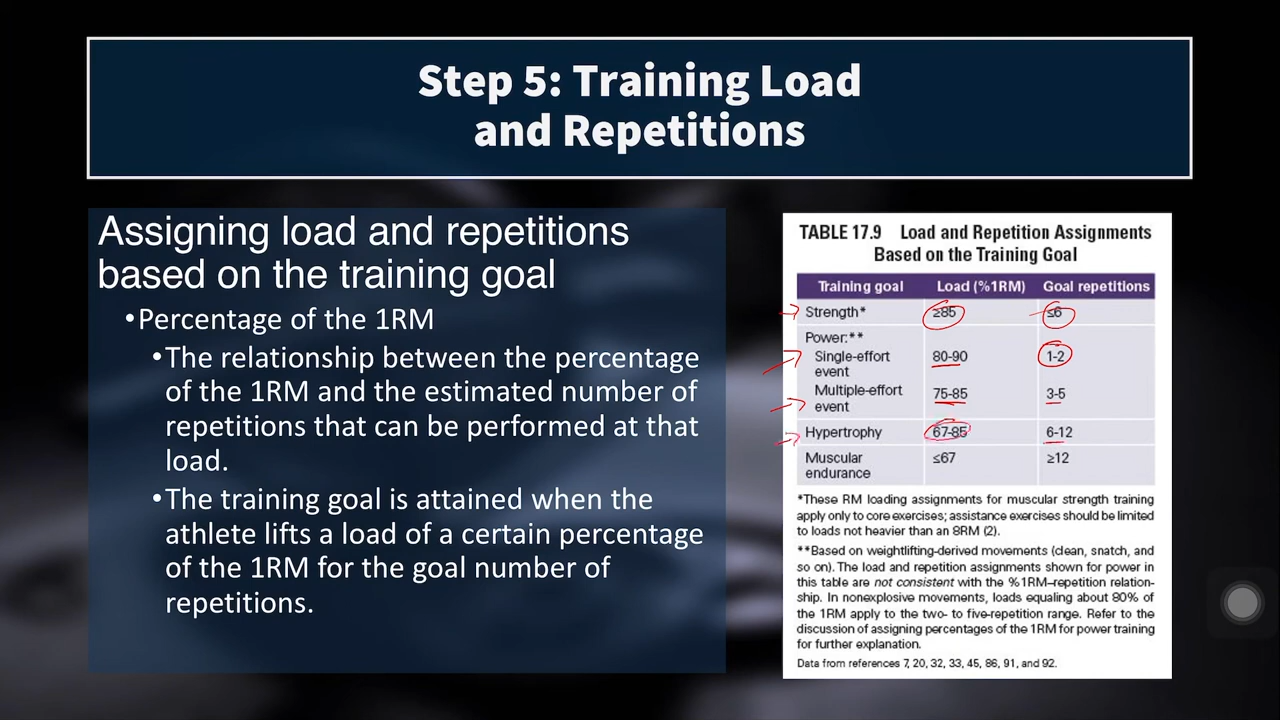 Step 5: Training Load
and Repetitions
Assigning load and repetitions
based on the training goal
•Percentage of the 1RM
•The relationship between the percentage
of the 1RM and the estimated number of
repetitions that can be performed at that
load.
•The training goal is attained when the
athlete lifts a load of a certain percentage
of the 1RM for the goal number of
repetitions.
TABLE 17.9 Load and Repetition Assignments
Based on the Training Goal
Training goal Load (%1RM) Goal repetitions
Strength* ≥85 ≤6
Power:**
Single-effort 80-90 1-2
event
Multiple-effort 75-85 3-5
event
Hypertrophy 67-85 6-12
Muscular ≤67 ≥12
endurance
*These RM loading assignments for muscular strength training
apply only to core exercises; assistance exercises should be limited
to loads not heavier than an 8RM (2).
**Based on weightlifting-derived movements (clean, snatch, and
so on). The load and repetition assignments shown for power in
this table are not consistent with the %1RM–repetition relation-
ship. In nonexplosive movements, loads equaling about 80% of
the 1RM apply to the two- to five-repetition range. Refer to the
discussion of assigning percentages of the 1RM for power training
for further explanation.
Data from references 7, 20, 32, 33, 45, 86, 91, and 92.